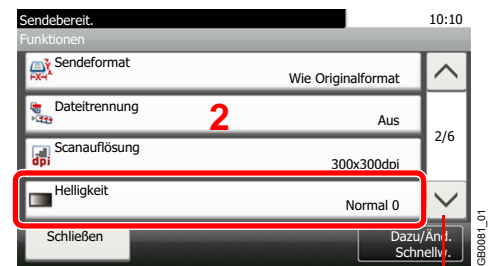 Sendebereit.
10:10
Funktionen
Sendeformat
Wie Originalformat
Dateitrennung
2
Aus
2/6
dpi
Scanauflösung
300x300dpi
Helligkeit
Normal 0
Schließen
Dazu/Änd.
Schnellw.
GB0081_01